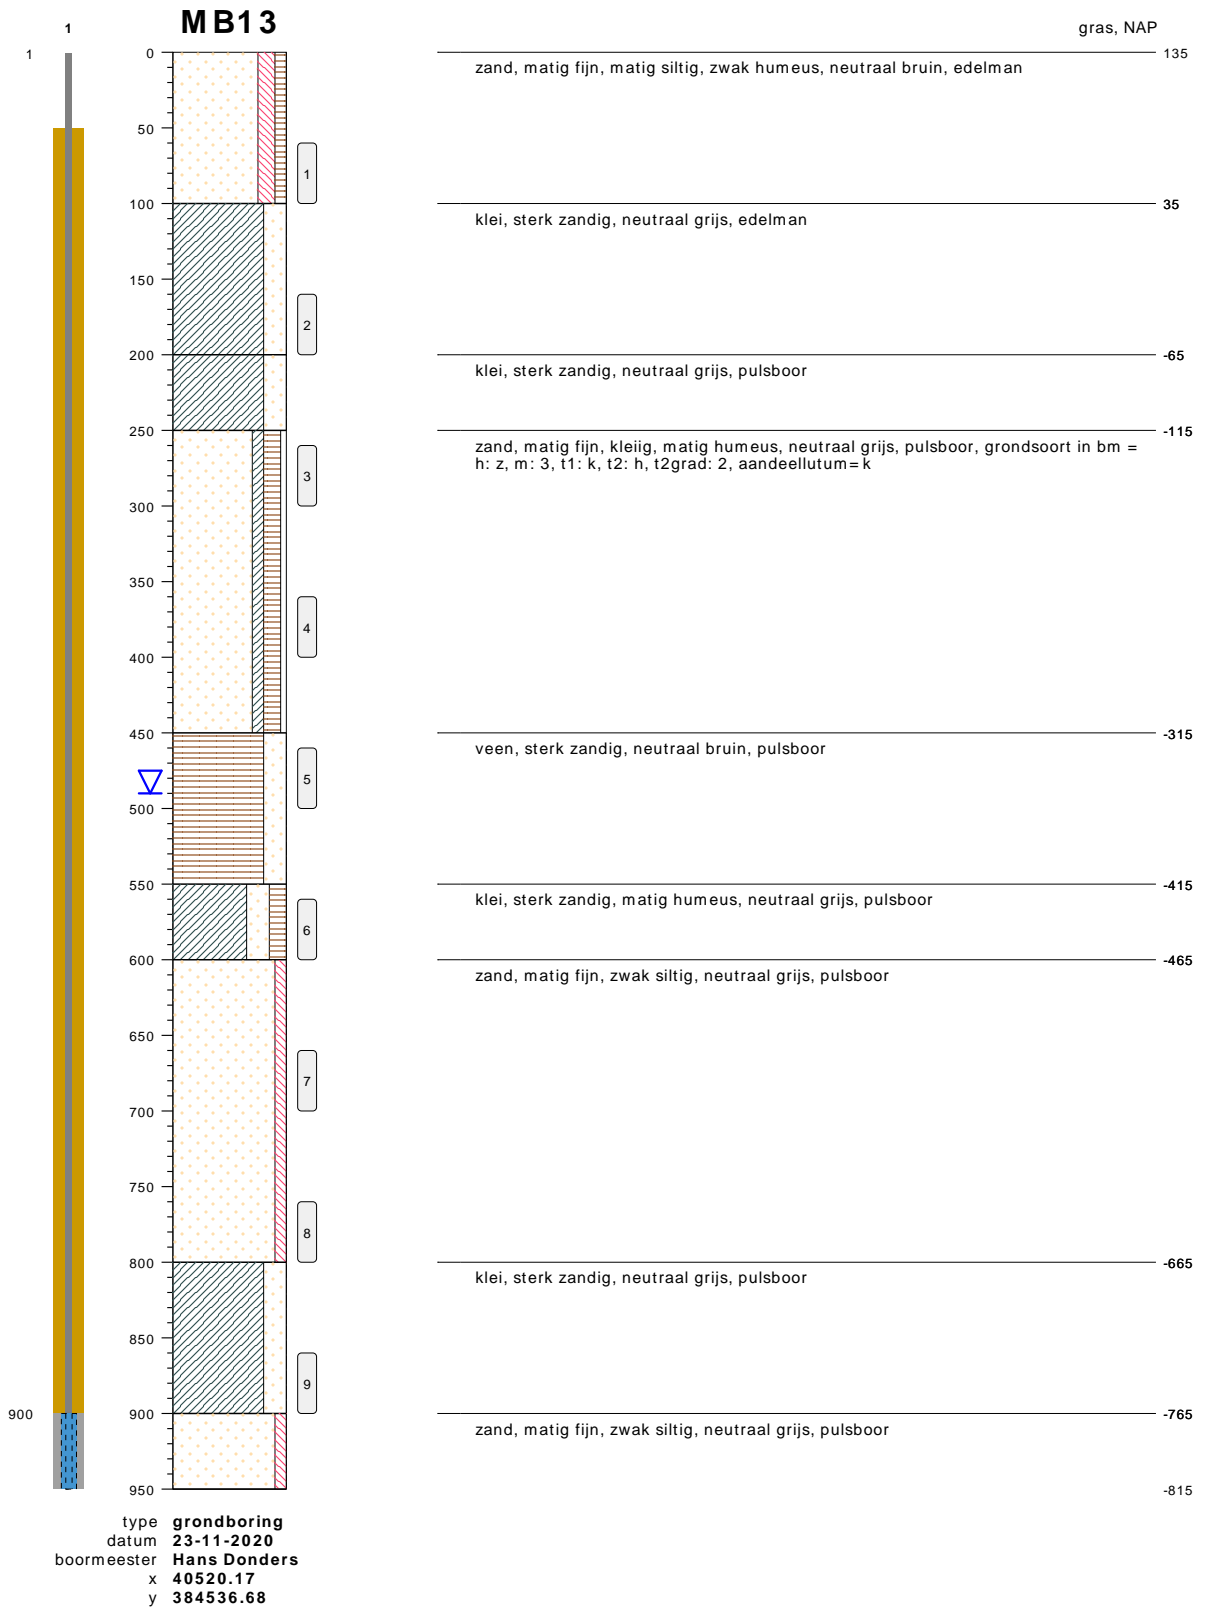 1
MB13
gras, NAP
1
0
135
zand, matig fijn, matig siltig, zwak humeus, neutraal bruin, edelman
50
1
100
35
klei, sterk zandig, neutraal grijs, edelman
150
2
200
-65
klei, sterk zandig, neutraal grijs, pulsboor
250
-115
zand, matig fijn, kleiig, matig humeus, neutraal grijs, pulsboor, grondsoort in bm =
h: z, m: 3, t1: k, t2: h, t2grad: 2, aandeellutum=k
3
300
350
4
400
450
-315
veen, sterk zandig, neutraal bruin, pulsboor
5
500
550
-415
klei, sterk zandig, matig humeus, neutraal grijs, pulsboor
6
600
-465
zand, matig fijn, zwak siltig, neutraal grijs, pulsboor
650
7
700
750
8
800
-665
klei, sterk zandig, neutraal grijs, pulsboor
850
9
900
900
-765
zand, matig fijn, zwak siltig, neutraal grijs, pulsboor
950
-815
type grondboring
datum 23-11-2020
boormeester Hans Donders
x 40520.17
y 384536.68